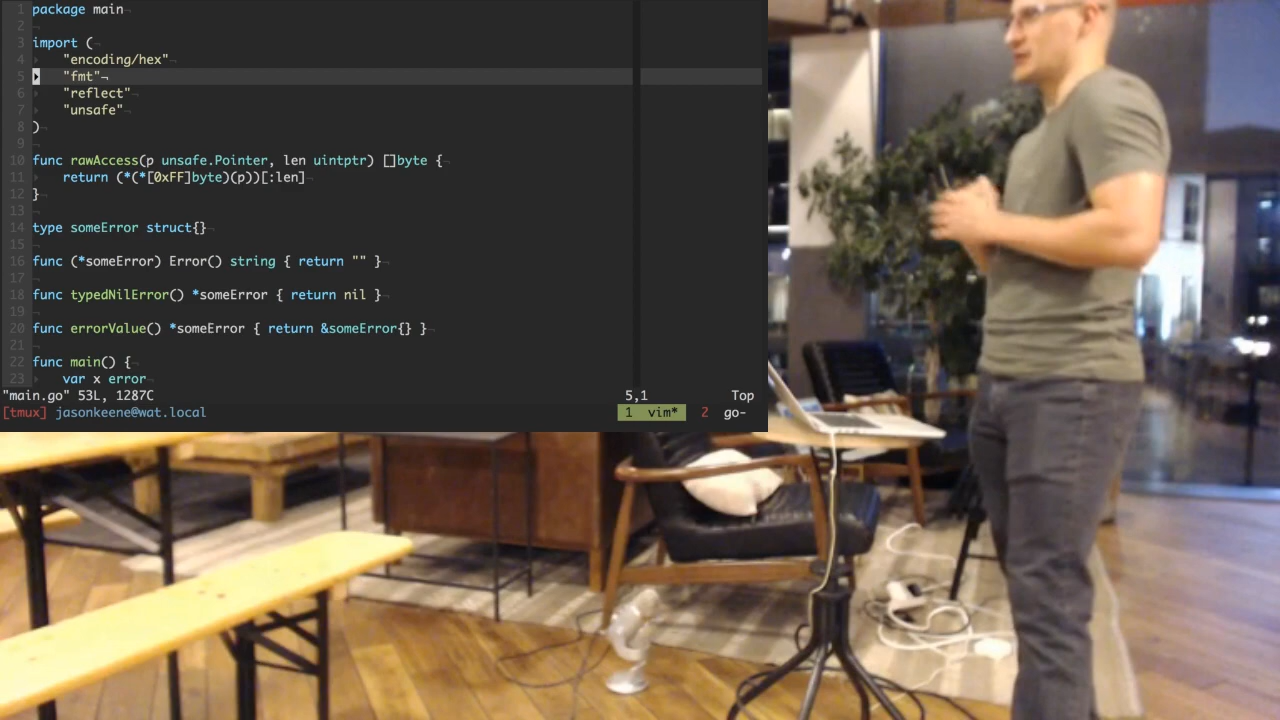 1 package main¬
2 ¬
3 import (¬
4 "encoding/hex"¬
5 "fmt"¬
6 "reflect"¬
7 "unsafe"¬
8 )¬
9 ¬
10 func rawAccess(p unsafe.Pointer, len uintptr) []byte {¬
11 return (*(*[0xFF]byte)(p))[:len]¬
12 }¬
13 ¬
14 type someError struct{}¬
15 ¬
16 func (*someError) Error() string { return "" }¬
17 ¬
18 func typedNilError() *someError { return nil }¬
19 ¬
20 func errorValue() *someError { return &someError{} }¬
21 ¬
22 func main() {¬
23 var x error¬
"main.go" 53L, 1287C 5,1 Top
[tmux] jasonkeene@wat.local 1 vim* 2 go-